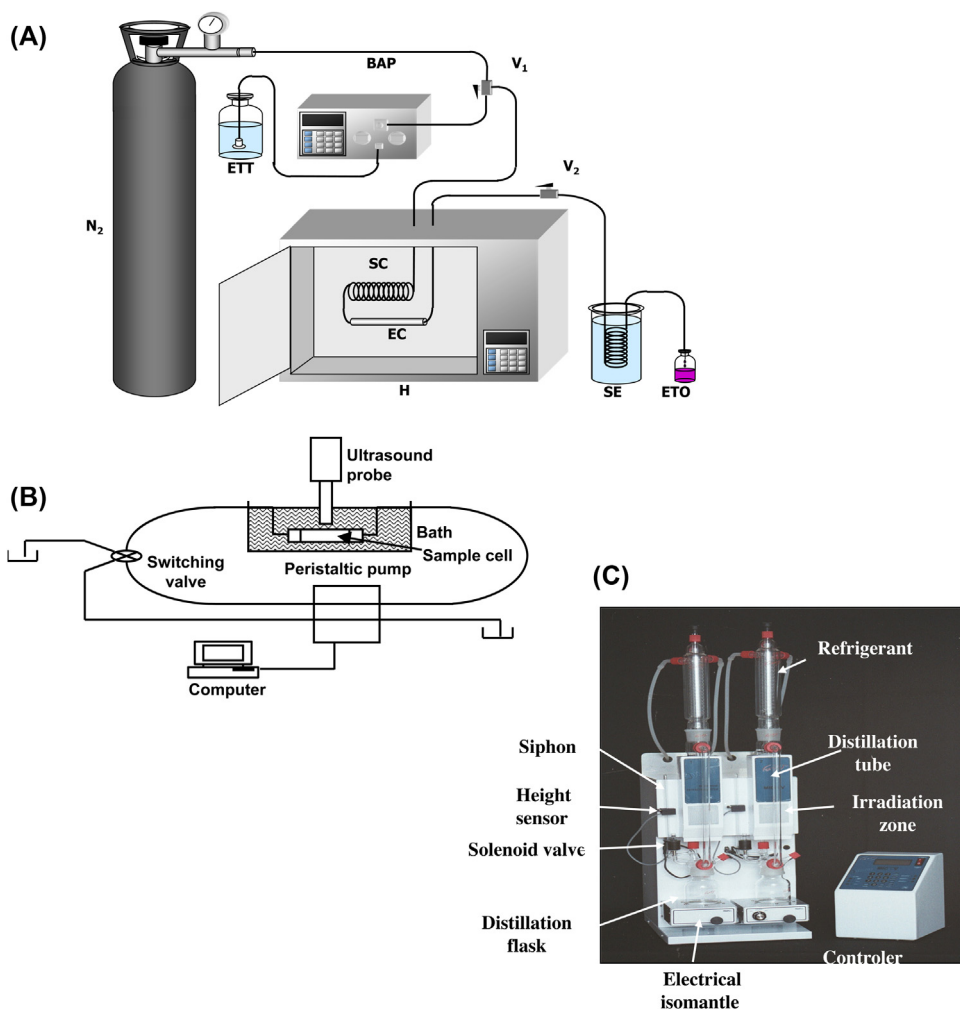 (A)
BAP
V1
ETT
V2
N2
SC
EC
H
SE
ETO
(B)
Ultrasound
probe
Bath
Sample cell
Switching
valve
Peristaltic pump
Computer
(C)
Refrigerant
Siphon
Distillation
tube
Height
sensor
Irradiation
zone
Solenoid valve
Distillation
flask
Controler
Electrical
isomantle